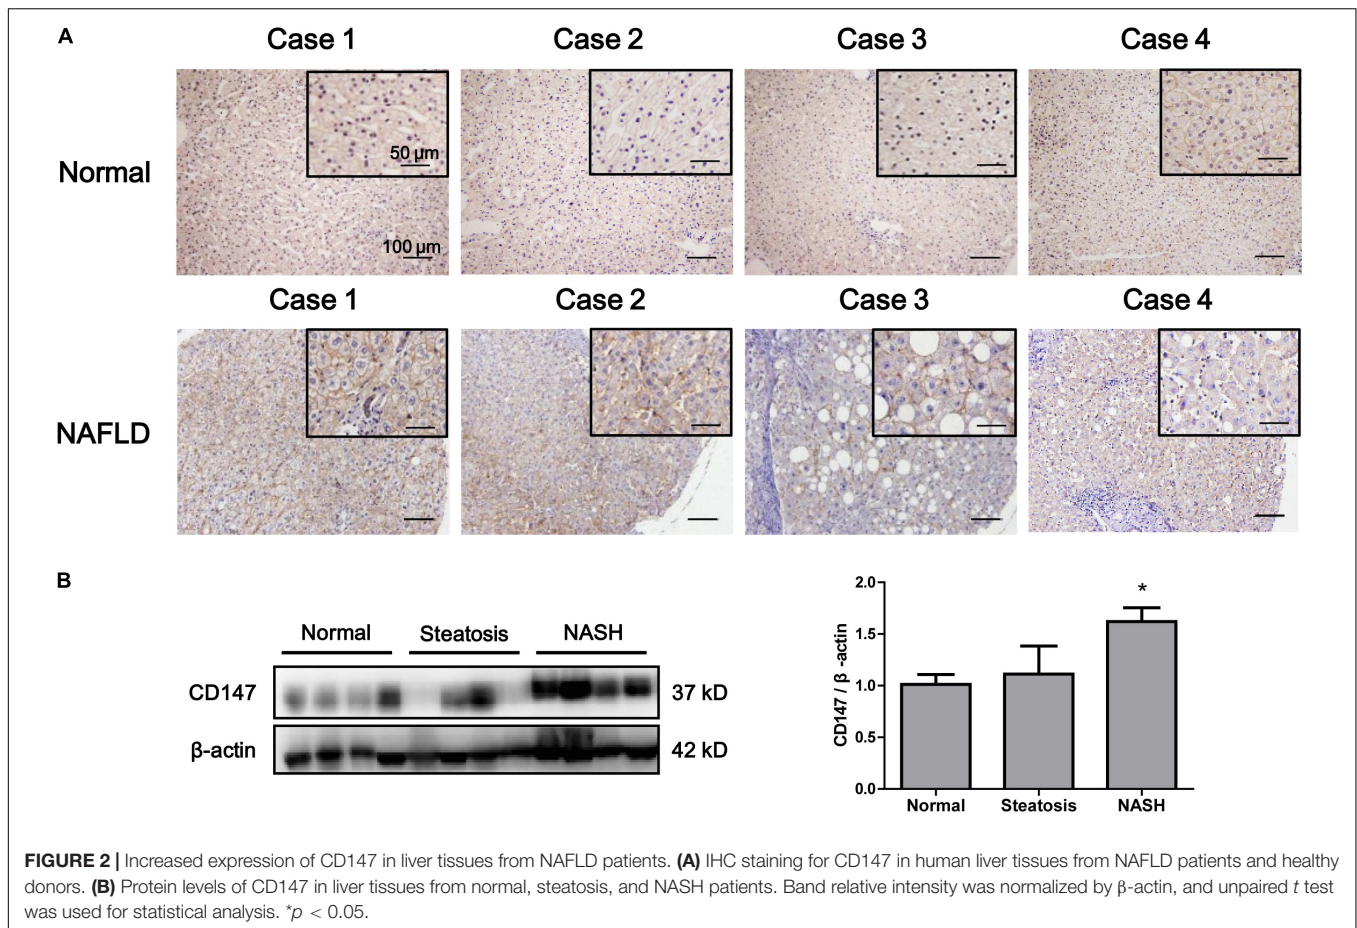 A
Case 1 Case 2 Case 3 Case 4
Normal
50 µm
100 µm
Case 1 Case 2 Case 3 Case 4
NAFLD
B
Normal Steatosis NASH
CD147 37 kD
β-actin 42 kD
CD147 / β -actin
2.0
1.5
1.0
0.5
0.0
*
Normal Steatosis NASH
FIGURE 2 | Increased expression of CD147 in liver tissues from NAFLD patients. (A) IHC staining for CD147 in human liver tissues from NAFLD patients and healthy
donors. (B) Protein levels of CD147 in liver tissues from normal, steatosis, and NASH patients. Band relative intensity was normalized by β-actin, and unpaired t test
was used for statistical analysis. *p < 0.05.